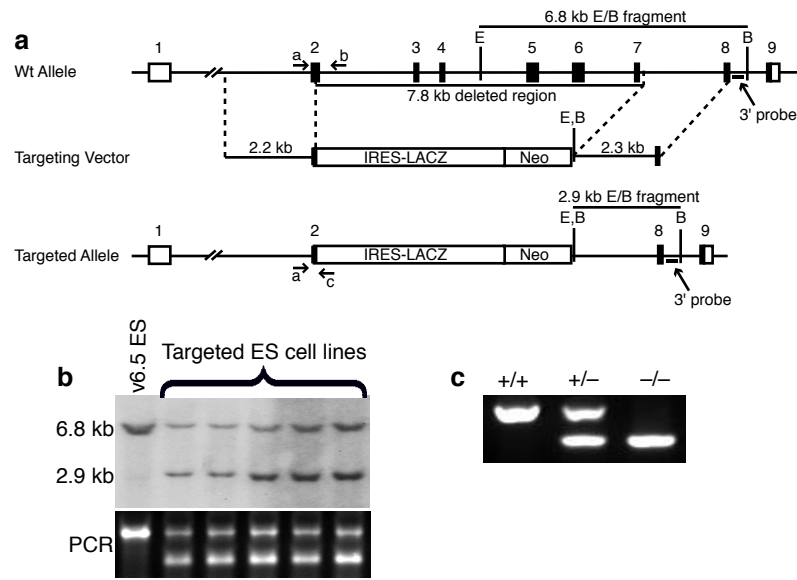 a
6.8 kb E/B fragment
E B
1 2 3 4 5 6 7 8 9
a b
Wt Allele
7.8 kb deleted region
3' probe
E,B
2.2 kb 2.3 kb
Targeting Vector IRES-LACZ Neo
2.9 kb E/B fragment
E,B B
1 2 8 9
Targeted Allele IRES-LACZ Neo
a c
3' probe
b
v6.5 ES
Targeted ES cell lines
6.8 kb
2.9 kb
PCR
c
+/+ +/– –/–